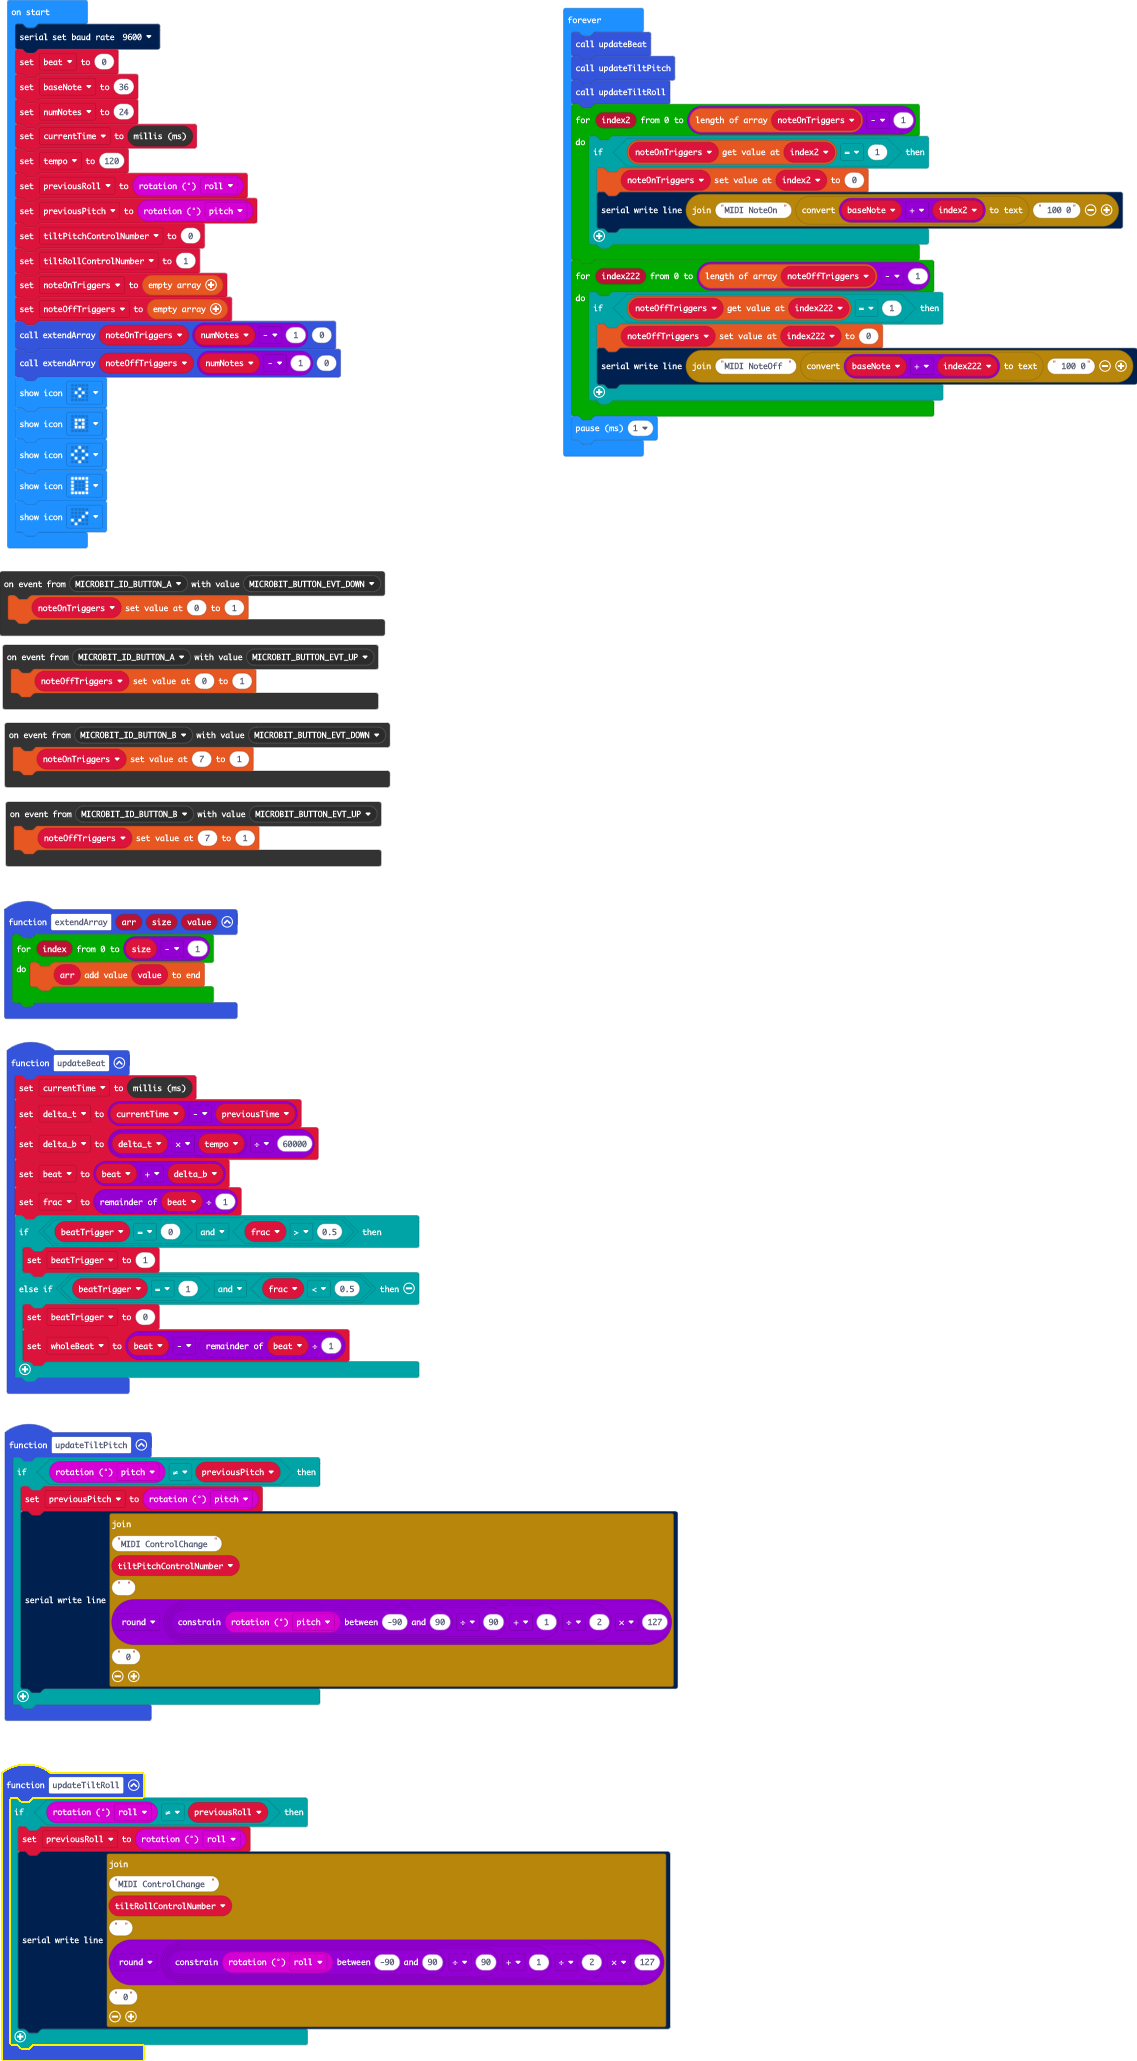 on start
serial set baud rate 9600
set beat to 0
set baseNote to 36
set numNotes to 24
set currentTime to millis (ms)
set tempo to 120
set previousRoll to rotation (°) roll
set previousPitch to rotation (°) pitch
set tiltPitchControlNumber to 0
set tiltRollControlNumber to 1
set noteOnTriggers to empty array
set noteOffTriggers to empty array
call extendArray noteOnTriggers numNotes - 1 0
call extendArray noteOffTriggers numNotes - 1 0
show icon
show icon
show icon
show icon
show icon
forever
call updateBeat
call updateTiltPitch
call updateTiltRoll
for index2 from 0 to length of array noteOnTriggers - 1
do
if noteOnTriggers get value at index2 = 1 then
noteOnTriggers set value at index2 to 0
serial write line join "MIDI NoteOn " convert baseNote + index2 to text " 100 0"
for index222 from 0 to length of array noteOffTriggers - 1
do
if noteOffTriggers get value at index222 = 1 then
noteOffTriggers set value at index222 to 0
serial write line join "MIDI NoteOff " convert baseNote + index222 to text " 100 0"
pause (ms) 1
on event from MICROBIT_ID_BUTTON_A with value MICROBIT_BUTTON_EVT_DOWN
noteOnTriggers set value at 0 to 1
on event from MICROBIT_ID_BUTTON_A with value MICROBIT_BUTTON_EVT_UP
noteOffTriggers set value at 0 to 1
on event from MICROBIT_ID_BUTTON_B with value MICROBIT_BUTTON_EVT_DOWN
noteOnTriggers set value at 7 to 1
on event from MICROBIT_ID_BUTTON_B with value MICROBIT_BUTTON_EVT_UP
noteOffTriggers set value at 7 to 1
function extendArray arr size value
for index from 0 to size - 1
do
arr add value value to end
function updateBeat
set currentTime to millis (ms)
set delta_t to currentTime - previousTime
set delta_b to delta_t × tempo ÷ 60000
set beat to beat + delta_b
set frac to remainder of beat ÷ 1
if beatTrigger = 0 and frac > 0.5 then
set beatTrigger to 1
else if beatTrigger = 1 and frac < 0.5 then
set beatTrigger to 0
set wholeBeat to beat - remainder of beat ÷ 1
function updateTiltPitch
if rotation (°) pitch ≠ previousPitch then
set previousPitch to rotation (°) pitch
join
"MIDI ControlChange "
tiltPitchControlNumber
" "
serial write line
round constrain rotation (°) pitch between -90 and 90 ÷ 90 + 1 ÷ 2 × 127
" 0"
function updateTiltRoll
if rotation (°) roll ≠ previousRoll then
set previousRoll to rotation (°) roll
join
"MIDI ControlChange "
tiltRollControlNumber
" "
serial write line
round constrain rotation (°) roll between -90 and 90 ÷ 90 + 1 ÷ 2 × 127
" 0"